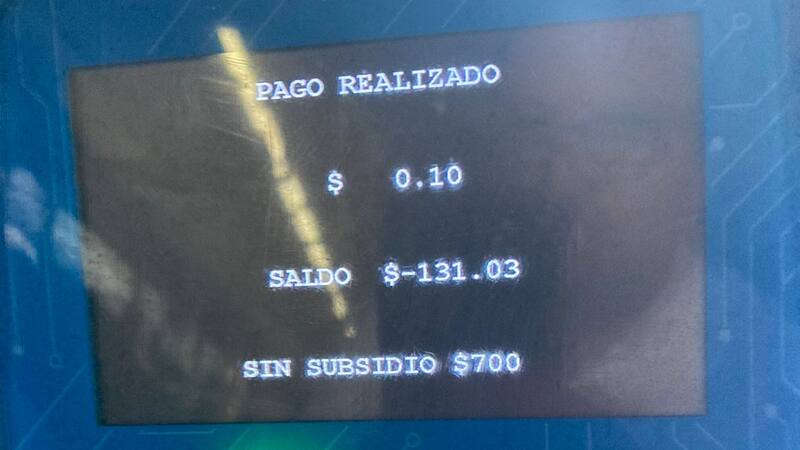 PAGO REALIZADO
$ 0.10
SALDO $-131.03
SIN SUBSIDIO $700